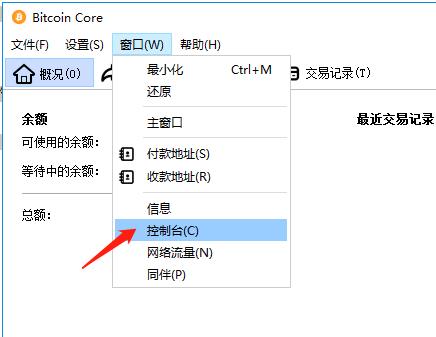 Bitcoin Core
文件(F) 设置(S) 窗口(W) 帮助(H)
概况(O) 交易记录(T)
最小化 Ctrl+M
还原
主窗口
付款地址(S)
收款地址(R)
信息
控制台(C)
网络流量(N)
同伴(P)
余额 最近交易记录
可使用的余额:
等待中的余额:
总额: